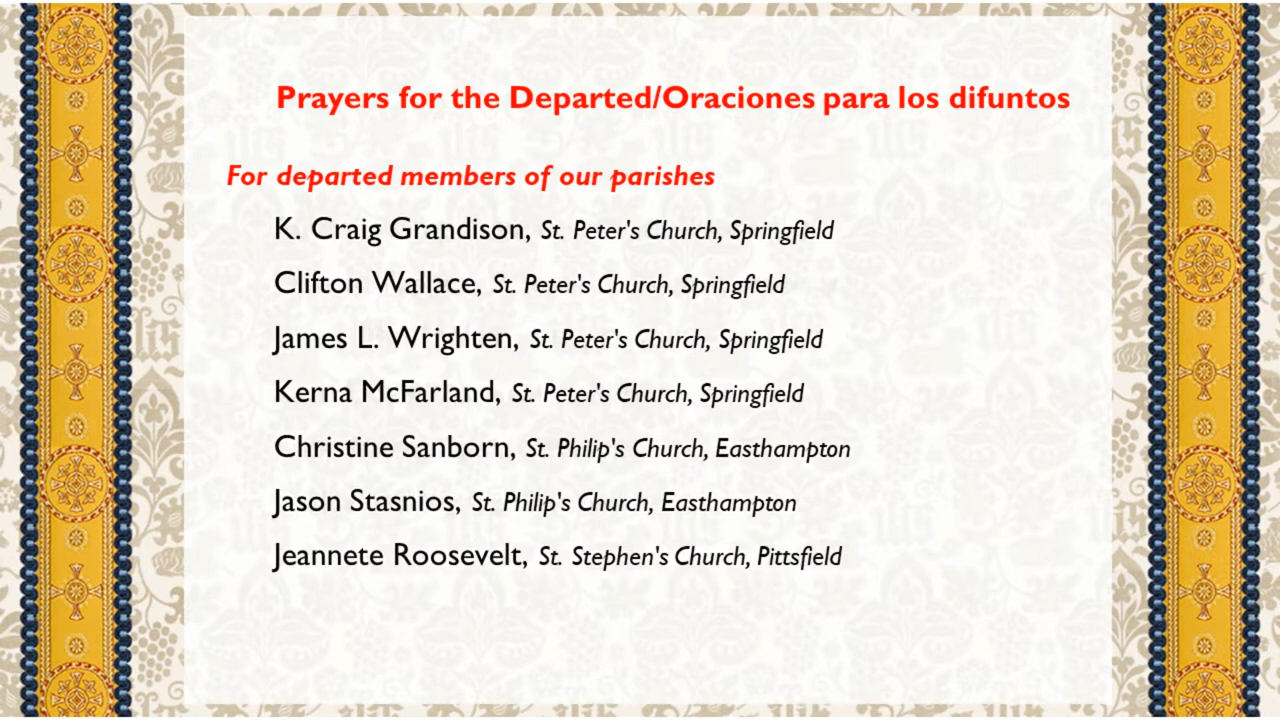 Prayers for the Departed/Oraciones para los difuntos
For departed members of our parishes
K. Craig Grandison, St. Peter's Church, Springfield
Clifton Wallace, St. Peter's Church, Springfield
James L. Wrighten, St. Peter's Church, Springfield
Kerna McFarland, St. Peter's Church, Springfield
Christine Sanborn, St. Philip's Church, Easthampton
Jason Stasnios, St. Philip's Church, Easthampton
Jeannete Roosevelt, St. Stephen's Church, Pittsfield